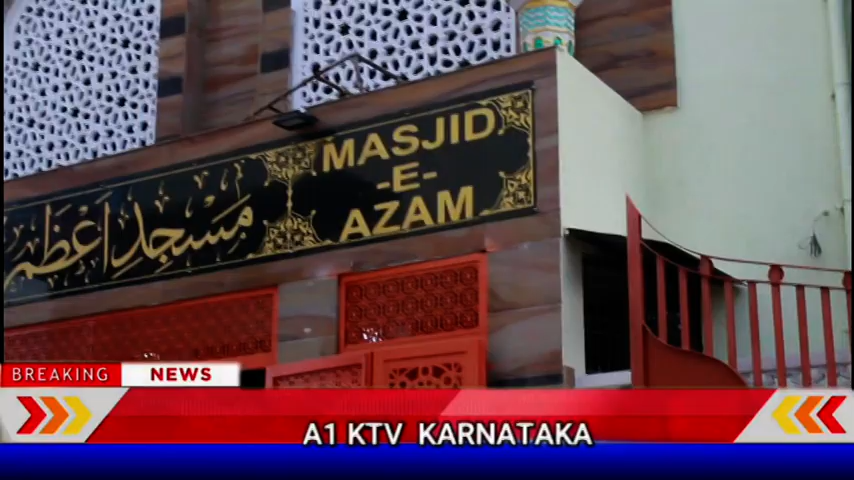 MASJID
-E-
AZAM
مسجد اعظم
BREAKING NEWS
A1 KTV KARNATAKA